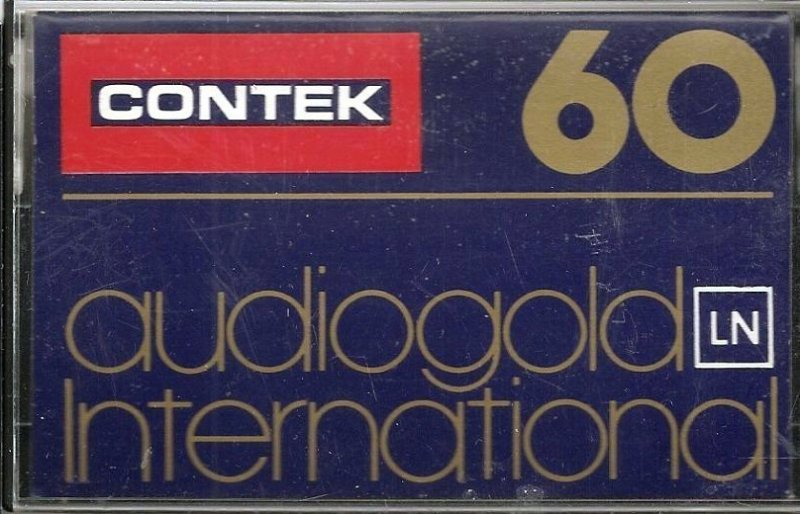 CONTEK
60
audiogold LN
International